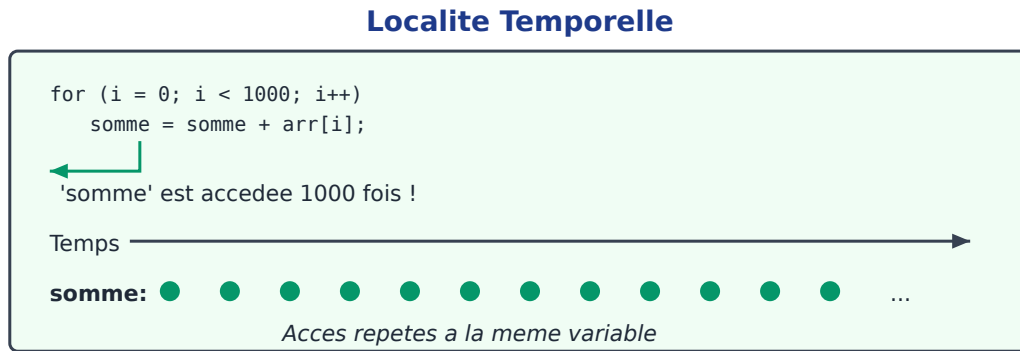 Localite Temporelle
for (i = 0; i < 1000; i++)
somme = somme + arr[i];
'somme' est accedee 1000 fois !
Temps
somme:
...
Acces repetes a la meme variable